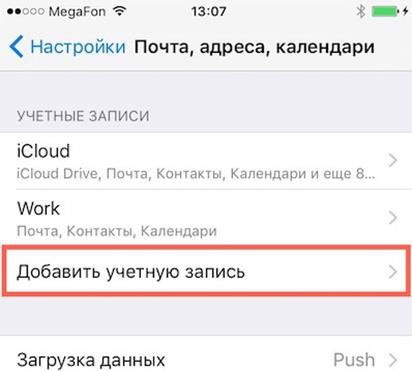 MegaFon 13:07
Настройки Почта, адреса, календари
УЧЕТНЫЕ ЗАПИСИ
iCloud
iCloud Drive, Почта, Контакты, Календари и еще 8...
Work
Почта, Контакты, Календари
Добавить учетную запись
Загрузка данных Push